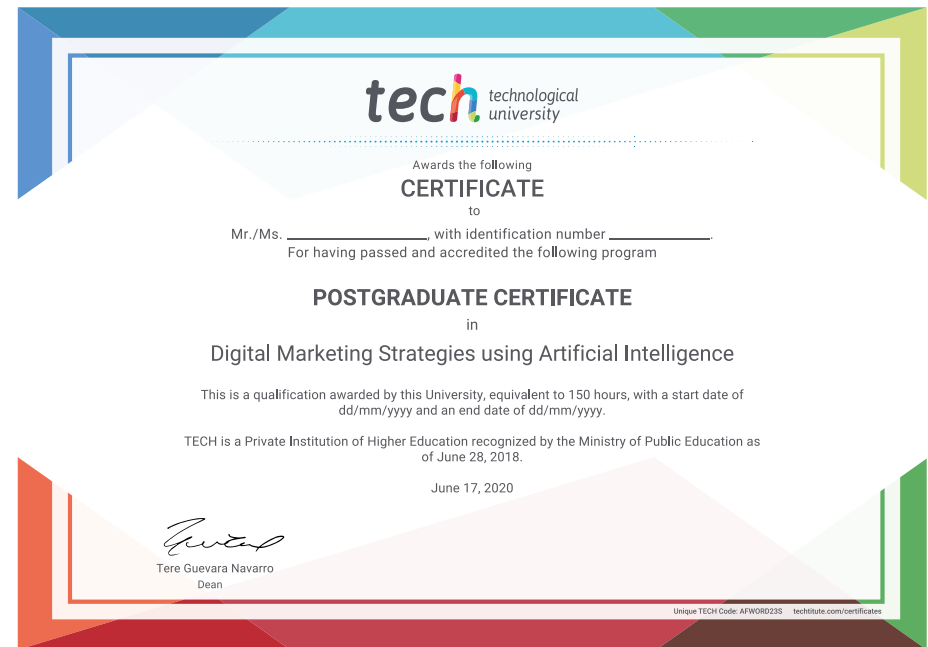 tech technological
university
Awards the following
CERTIFICATE
to
Mr./Ms. ____________________, with identification number ______________.
For having passed and accredited the following program
POSTGRADUATE CERTIFICATE
in
Digital Marketing Strategies using Artificial Intelligence
This is a qualification awarded by this University, equivalent to 150 hours, with a start date of
dd/mm/yyyy and an end date of dd/mm/yyyy.
TECH is a Private Institution of Higher Education recognized by the Ministry of Public Education as
of June 28, 2018.
June 17, 2020
Tere Guevara Navarro
Dean
Unique TECH Code: AFWORD23S techtitute.com/certificates